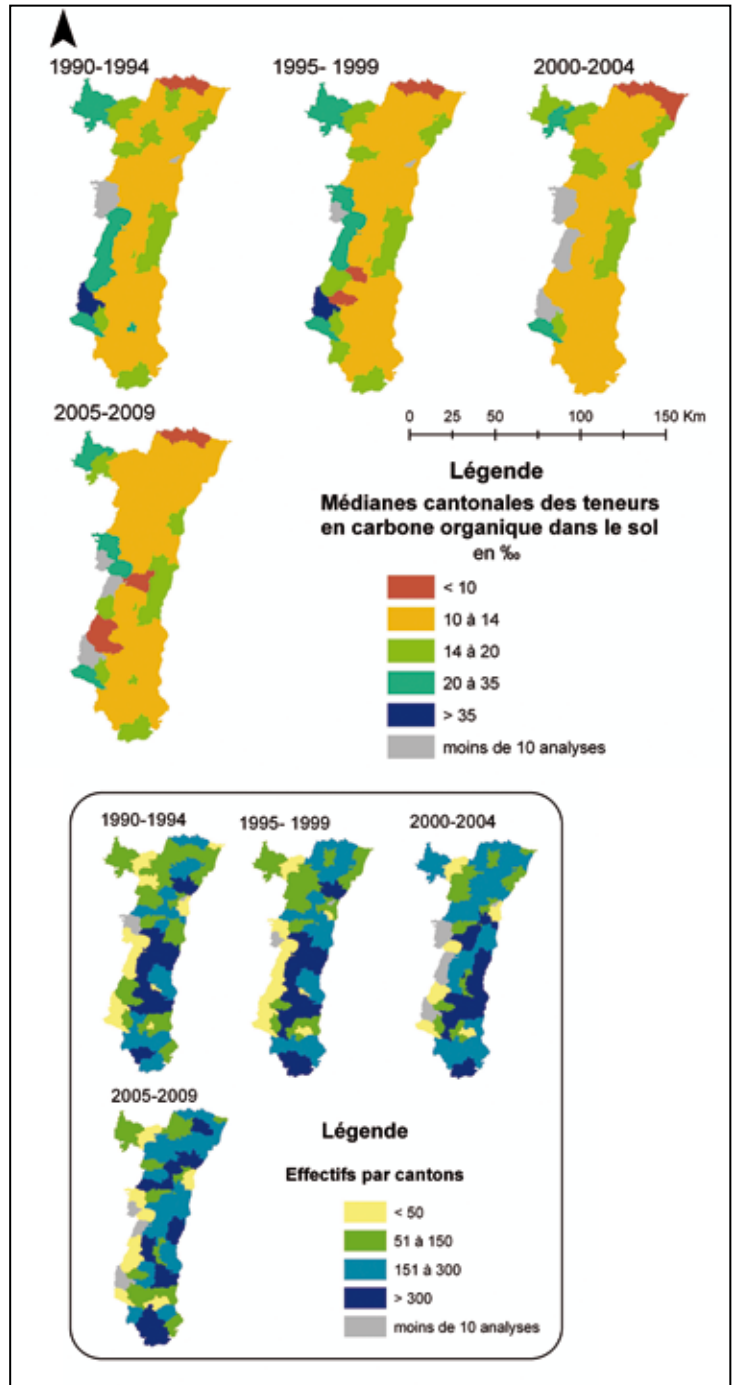 1990-1994
1995- 1999
2000-2004
2005-2009
0 25 50 100 150 Km
Légende
Médianes cantonales des teneurs
en carbone organique dans le sol
en ‰
< 10
10 à 14
14 à 20
20 à 35
> 35
moins de 10 analyses
1990-1994
1995- 1999
2000-2004
2005-2009
Légende
Effectifs par cantons
< 50
51 à 150
151 à 300
> 300
moins de 10 analyses